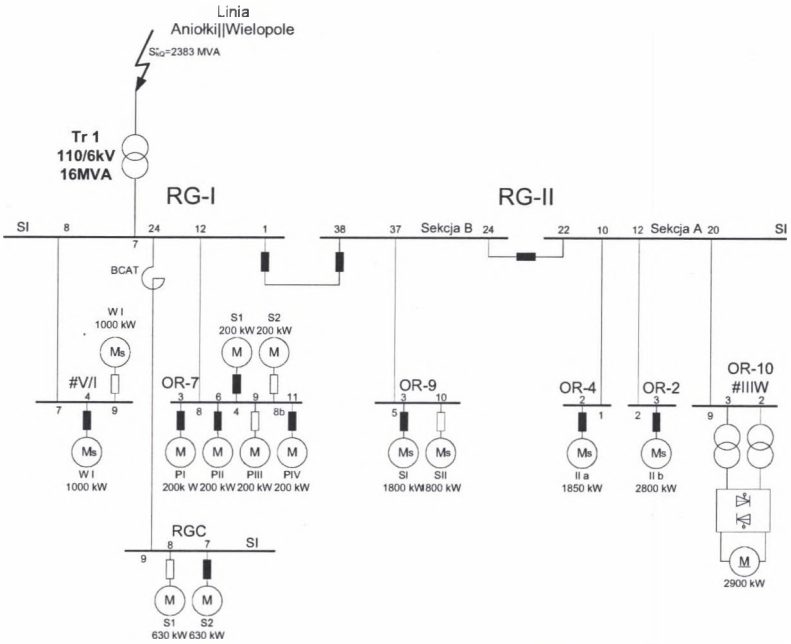 Linia
Aniołki||Wielopole
S"kQ=2383 MVA
Tr 1
110/6kV
16MVA
RG-I
RG-II
SI
8
7
24
12
1
38
37
Sekcja B
24
22
10
12
Sekcja A
20
SI
BCAT
W I
1000 kW
Ms
S1
200 kW
M
S2
200 kW
M
#V/I
4
7
9
Ms
W I
1000 kW
OR-7
3
8
6
4
9
8b
11
M
M
M
M
PI
200k W
PII
200 kW
PIII
200 kW
PIV
200 kW
OR-9
3
5
10
Ms
Ms
SI
1800 kW
SII
1800 kW
OR-4
2
1
Ms
II a
1850 kW
OR-2
3
2
Ms
II b
2800 kW
OR-10
#IIIW
9
3
2
M
2900 kW
RGC
SI
9
8
7
M
M
S1
630 kW
S2
630 kW